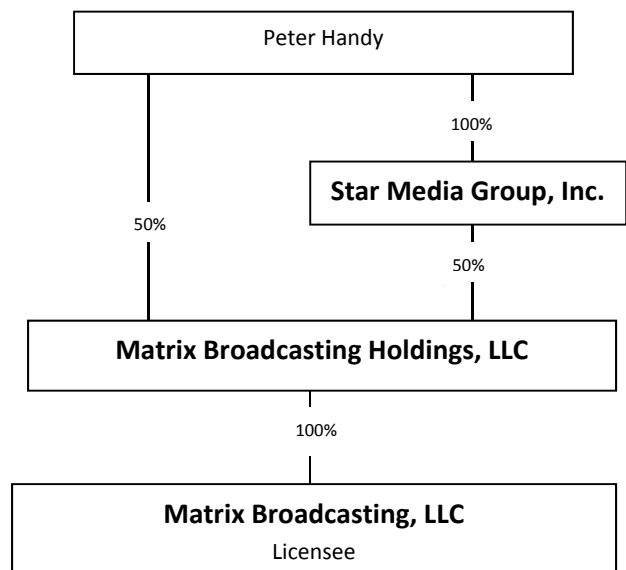 Peter Handy
100%
Star Media Group, Inc.
50%
50%
Matrix Broadcasting Holdings, LLC
100%
Matrix Broadcasting, LLC
Licensee